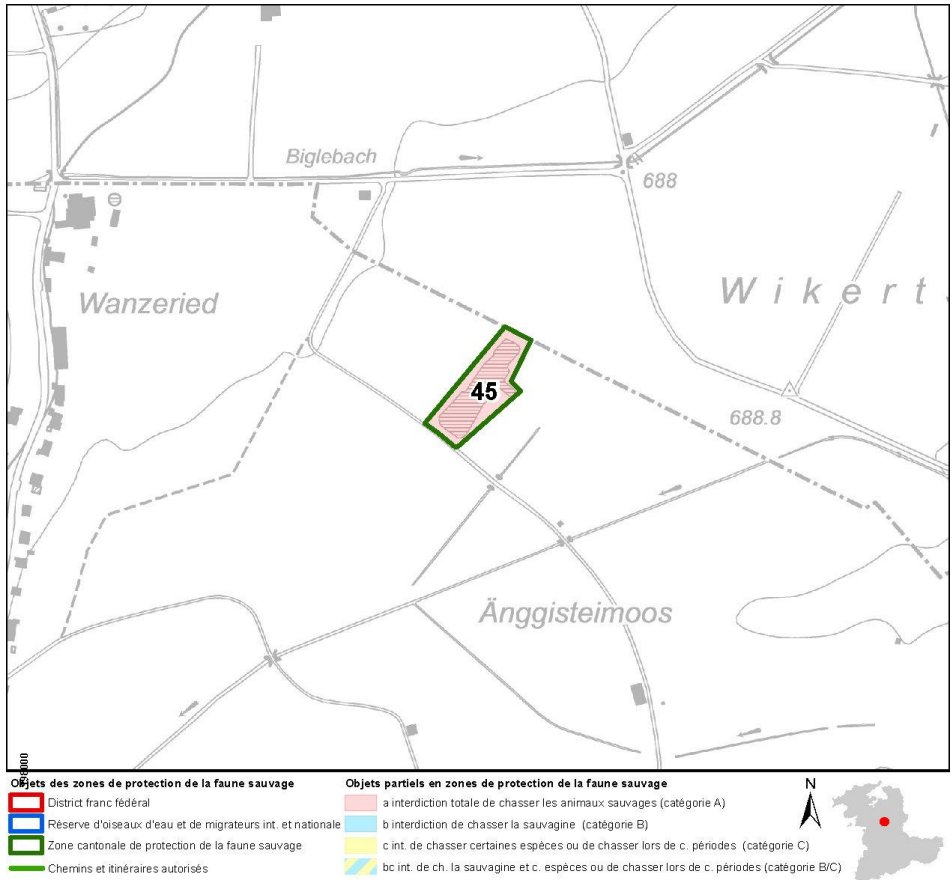 Biglebach
688
Wanzeried
Wikert
45
688.8
Änggisteimoos
Objets des zones de protection de la faune sauvage
District franc fédéral
Réserve d'oiseaux d'eau et de migrateurs int. et nationale
Zone cantonale de protection de la faune sauvage
Chemins et itinéraires autorisés
Objets partiels en zones de protection de la faune sauvage
a interdiction totale de chasser les animaux sauvages (catégorie A)
b interdiction de chasser la sauvagine (catégorie B)
c int. de chasser certaines espèces ou de chasser lors de c. périodes (catégorie C)
bc int. de ch. la sauvagine et c. espèces ou de chasser lors de c. périodes (catégorie B/C)
N